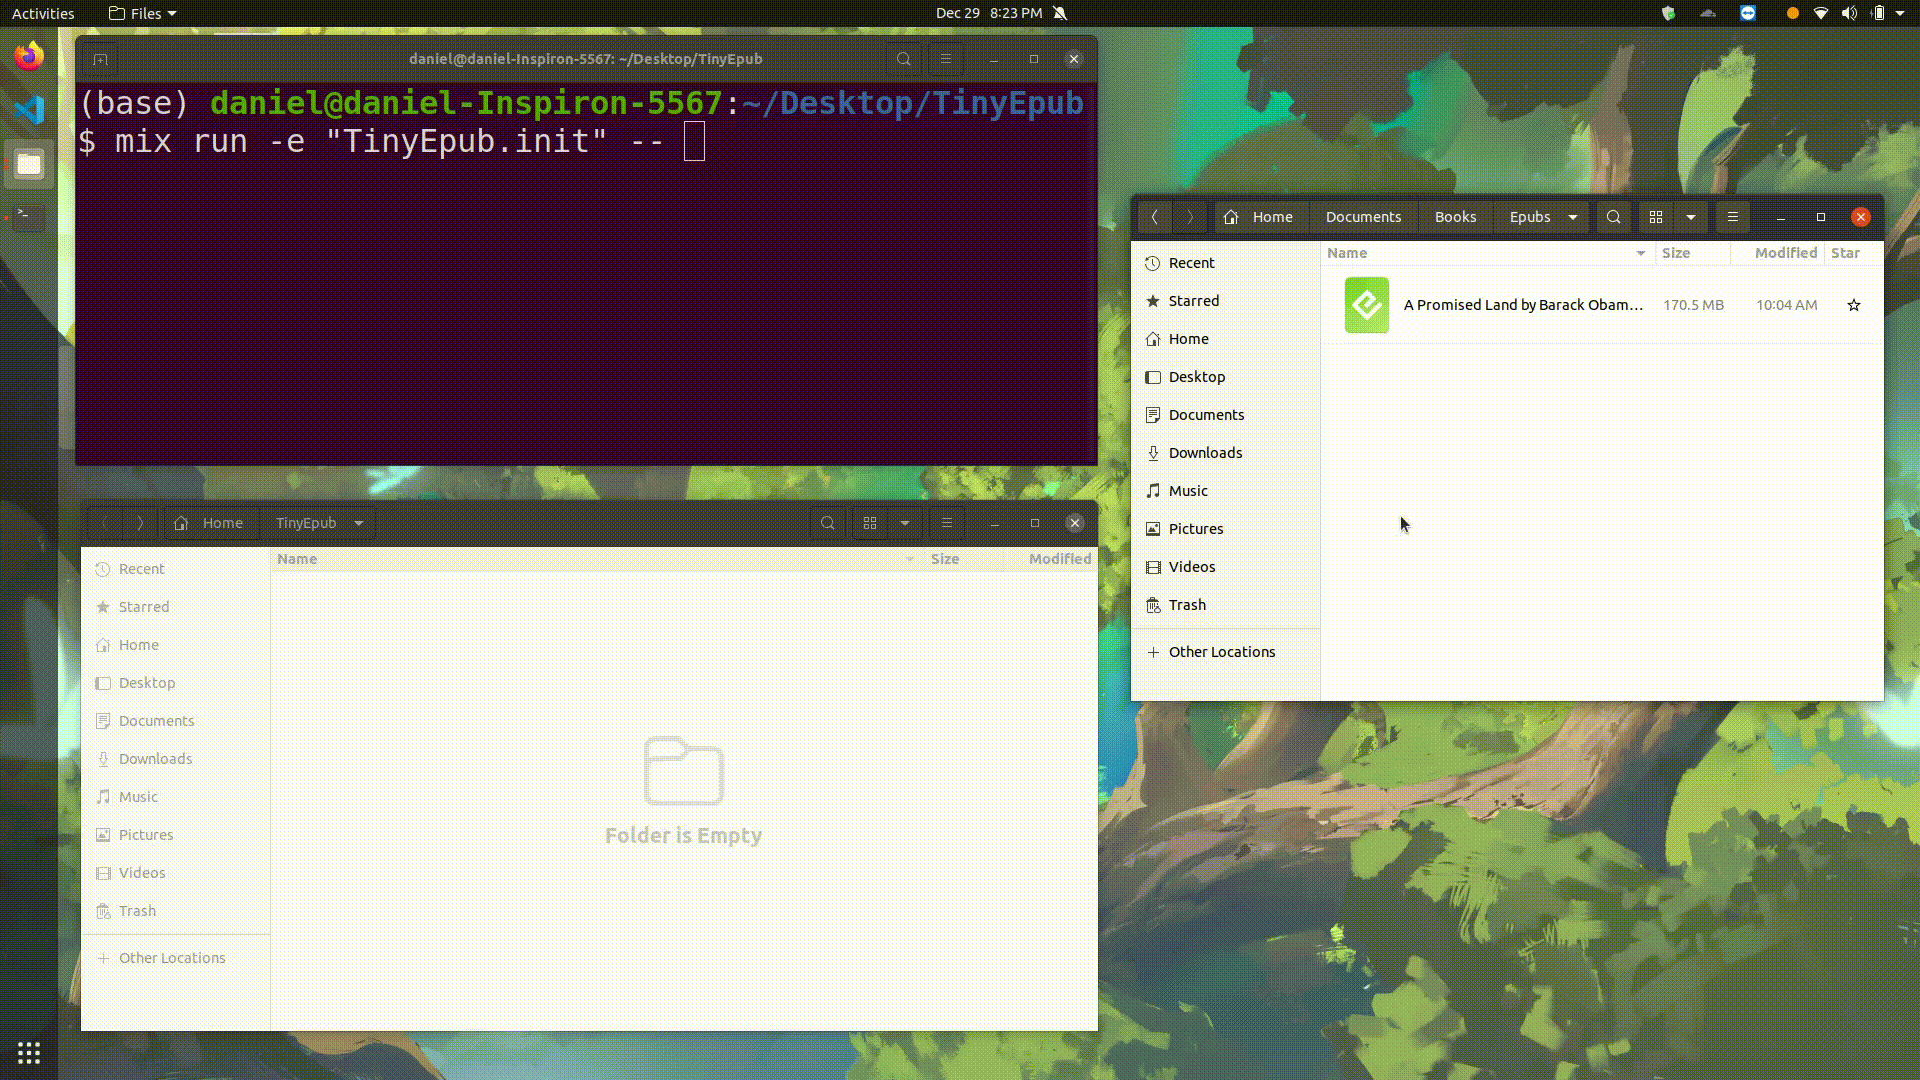 Activities
Files
Dec 29 8:23 PM
daniel@daniel-Inspiron-5567: ~/Desktop/TinyEpub
(base) daniel@daniel-Inspiron-5567:~/Desktop/TinyEpub
$ mix run -e "TinyEpub.init" --
Home
TinyEpub
Name
Size
Modified
Recent
Starred
Home
Desktop
Documents
Downloads
Music
Pictures
Videos
Trash
Other Locations
Folder is Empty
Home
Documents
Books
Epubs
Name
Size
Modified
Star
Recent
Starred
Home
Desktop
Documents
Downloads
Music
Pictures
Videos
Trash
Other Locations
A Promised Land by Barack Obam…
170.5 MB
10:04 AM